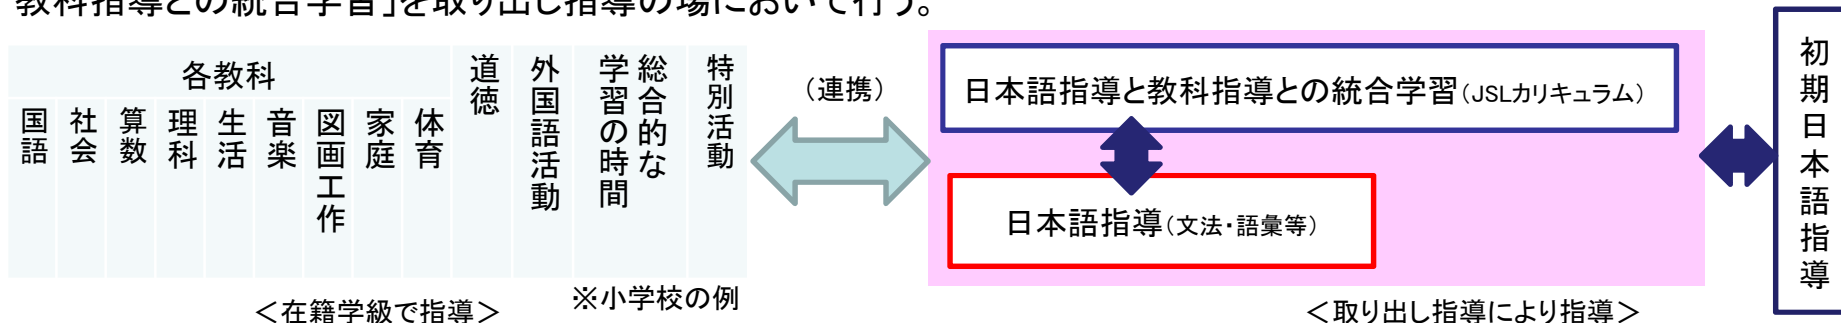 教科指導との統合学習」を取り出し指導の場において行う。
各教科
国語
社会
算数
理科
生活
音楽
図画工作
家庭
体育
道徳
外国語活動
総合的な
学習の時間
特別活動
（連携）
日本語指導と教科指導との統合学習（JSLカリキュラム）
日本語指導（文法・語彙等）
初期日本語指導
＜在籍学級で指導＞
※小学校の例
＜取り出し指導により指導＞